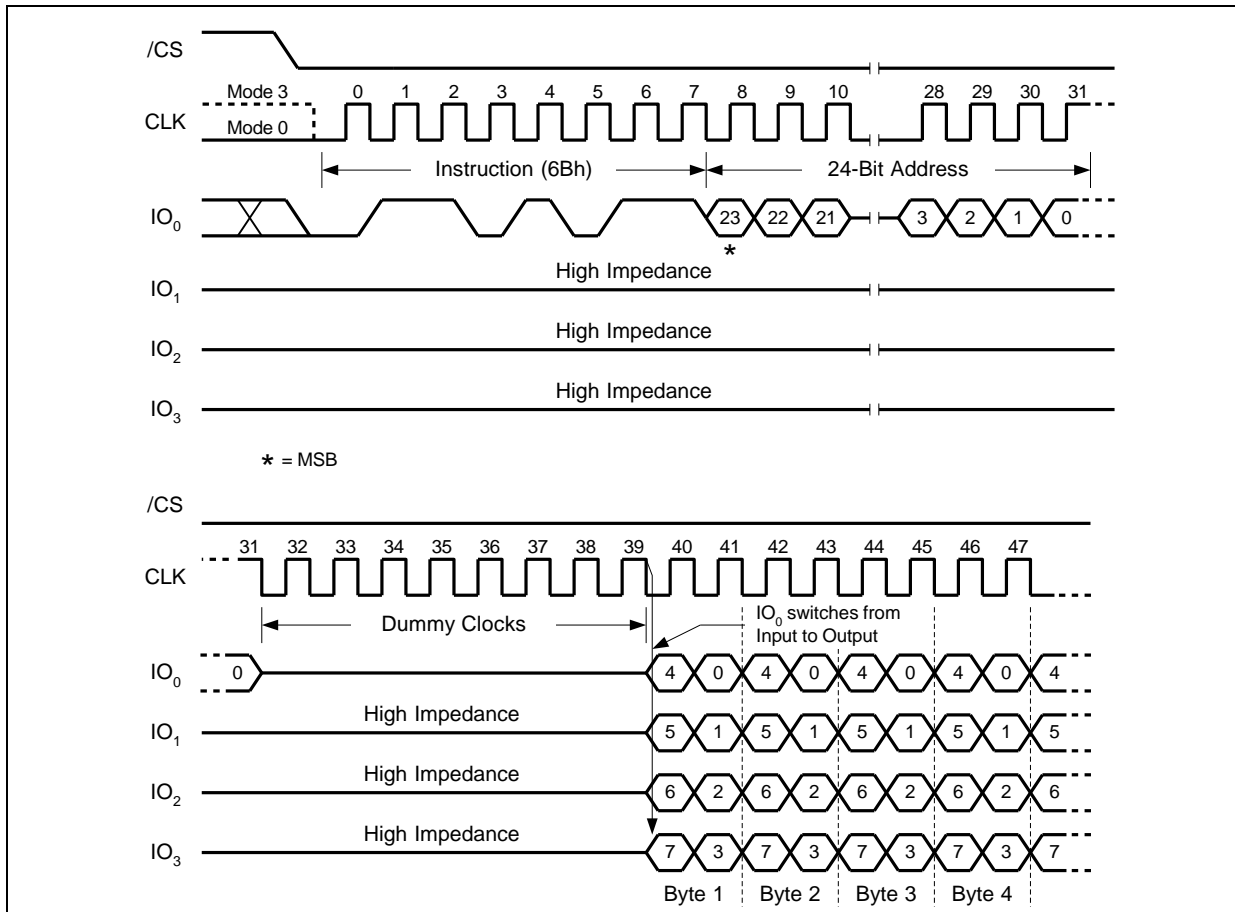 /CS
Mode 3 0 1 2 3 4 5 6 7 8 9 10 28 29 30 31
CLK
Mode 0
Instruction (6Bh) 24-Bit Address
IO0 23 22 21 3 2 1 0
*
High Impedance
IO1
High Impedance
IO2
High Impedance
IO3
* = MSB
/CS
31 32 33 34 35 36 37 38 39 40 41 42 43 44 45 46 47
CLK
Dummy Clocks
IO0 switches from
Input to Output
IO0 0 4 0 4 0 4 0 4 0 4
High Impedance
IO1 5 1 5 1 5 1 5 1 5
High Impedance
IO2 6 2 6 2 6 2 6 2 6
High Impedance
IO3 7 3 7 3 7 3 7 3 7
Byte 1 Byte 2 Byte 3 Byte 4